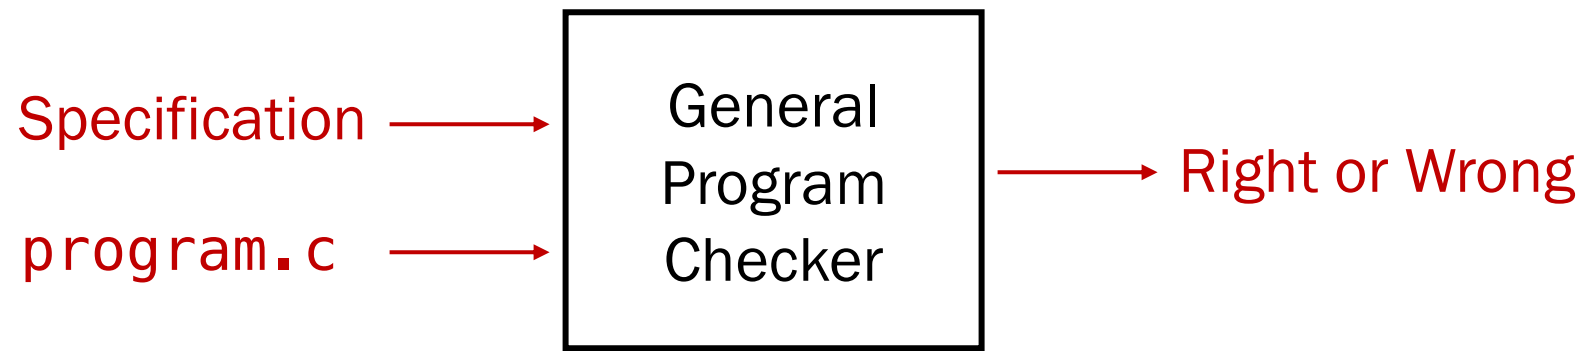 Specification
program.c
General
Program
Checker
Right or Wrong